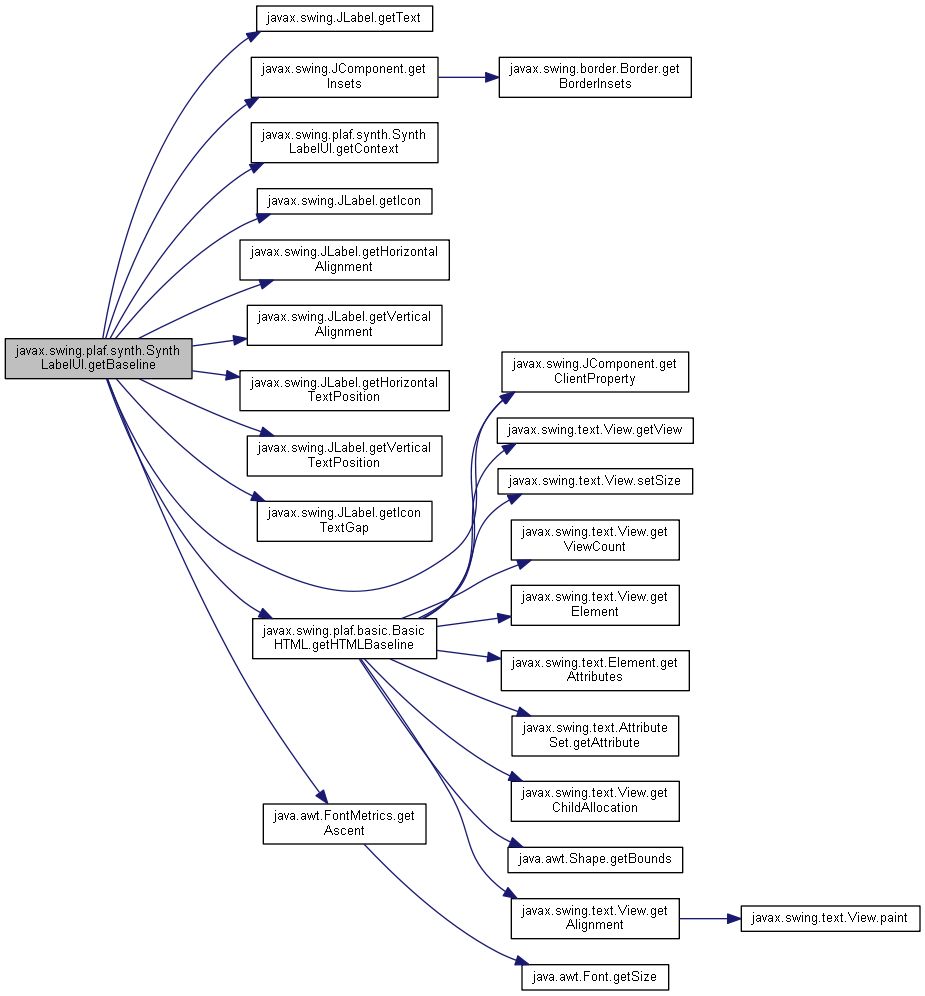 javax.swing.JLabel.getText
javax.swing.JComponent.get
Insets
javax.swing.border.Border.get
BorderInsets
javax.swing.plaf.synth.Synth
LabelUI.getContext
javax.swing.JLabel.getIcon
javax.swing.JLabel.getHorizontal
Alignment
javax.swing.JLabel.getVertical
Alignment
javax.swing.plaf.synth.Synth
LabelUI.getBaseline
javax.swing.JLabel.getHorizontal
TextPosition
javax.swing.JComponent.get
ClientProperty
javax.swing.text.View.getView
javax.swing.JLabel.getVertical
TextPosition
javax.swing.text.View.setSize
javax.swing.JLabel.getIcon
TextGap
javax.swing.text.View.get
ViewCount
javax.swing.text.View.get
Element
javax.swing.plaf.basic.Basic
HTML.getHTMLBaseline
javax.swing.text.Element.get
Attributes
javax.swing.text.Attribute
Set.getAttribute
javax.swing.text.View.get
ChildAllocation
java.awt.FontMetrics.get
Ascent
java.awt.Shape.getBounds
javax.swing.text.View.get
Alignment
javax.swing.text.View.paint
java.awt.Font.getSize